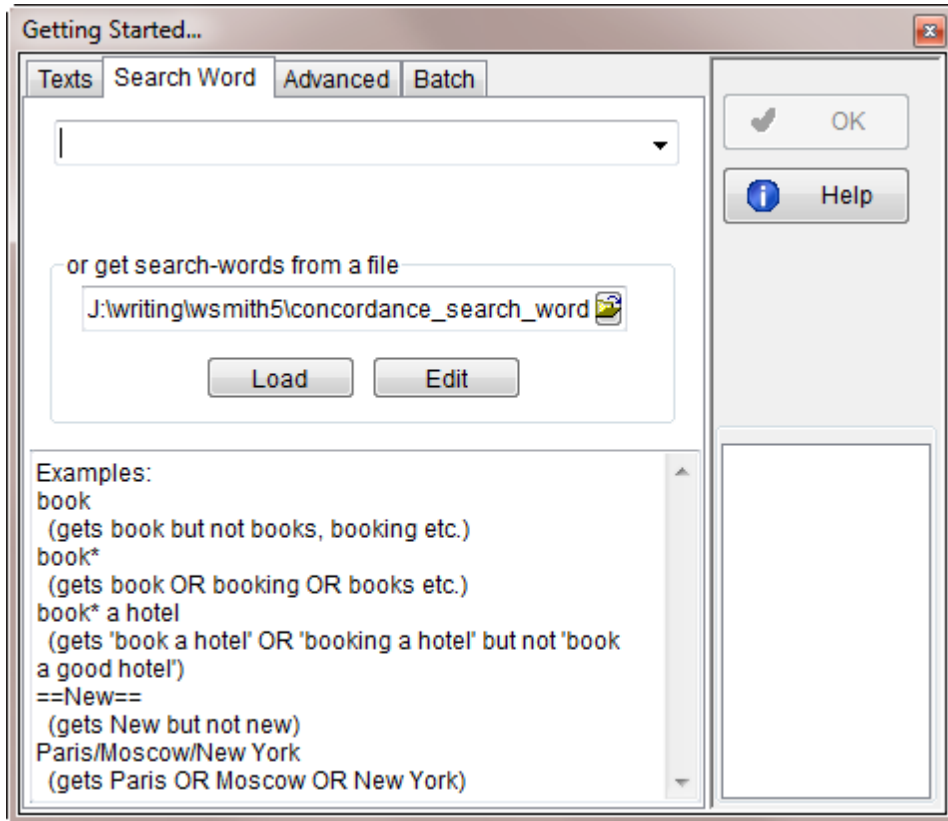 Getting Started...
Texts Search Word Advanced Batch
OK
Help
or get search-words from a file
J:\writing\wsmith5\concordance_search_word
Load Edit
Examples:
book
(gets book but not books, booking etc.)
book*
(gets book OR booking OR books etc.)
book* a hotel
(gets 'book a hotel' OR 'booking a hotel' but not 'book
a good hotel')
==New==
(gets New but not new)
Paris/Moscow/New York
(gets Paris OR Moscow OR New York)